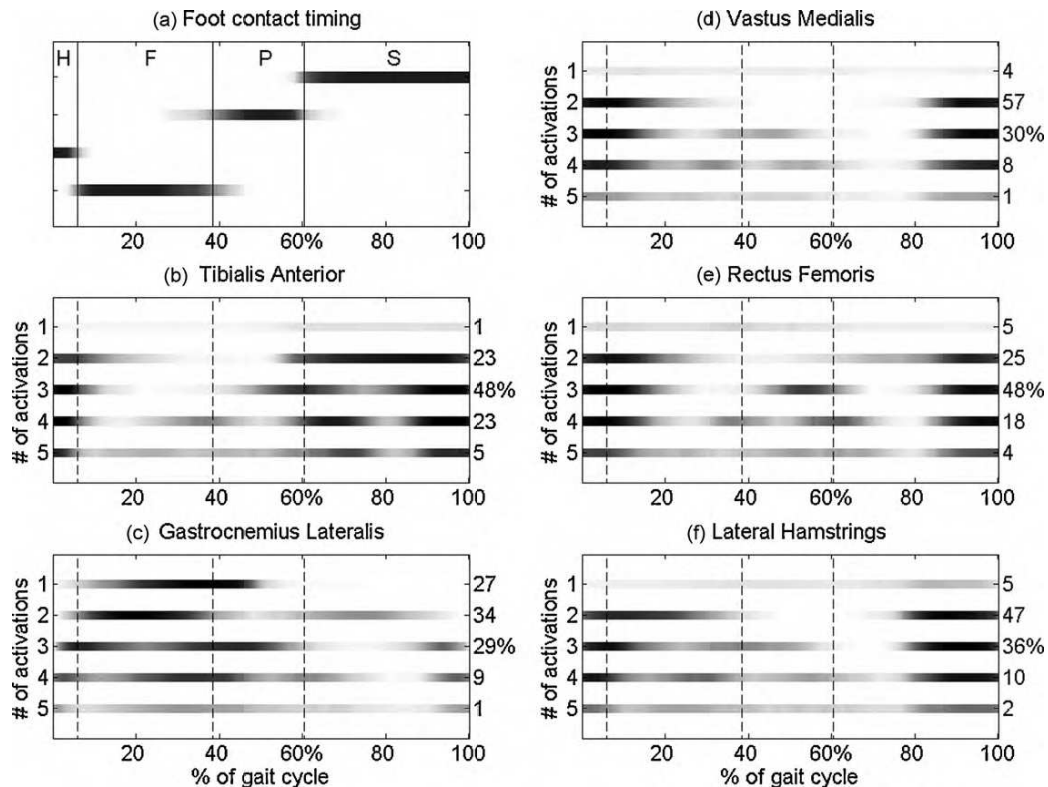 (a) Foot contact timing
H F P S
20 40 60% 80 100
(b) Tibialis Anterior
# of activations
1 1
2 23
3 48%
4 23
5 5
20 40 60% 80 100
(c) Gastrocnemius Lateralis
# of activations
1 27
2 34
3 29%
4 9
5 1
20 40 60% 80 100
% of gait cycle
(d) Vastus Medialis
# of activations
1 4
2 57
3 30%
4 8
5 1
20 40 60% 80 100
(e) Rectus Femoris
# of activations
1 5
2 25
3 48%
4 18
5 4
20 40 60% 80 100
(f) Lateral Hamstrings
# of activations
1 5
2 47
3 36%
4 10
5 2
20 40 60% 80 100
% of gait cycle